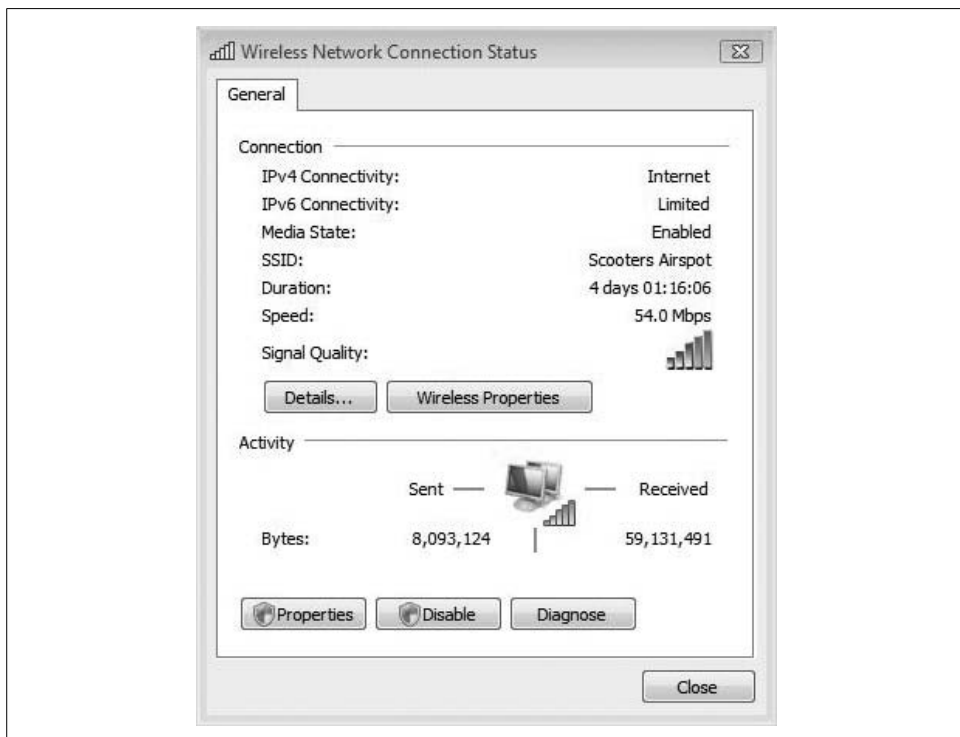 Wireless Network Connection Status
General
Connection
IPv4 Connectivity: Internet
IPv6 Connectivity: Limited
Media State: Enabled
SSID: Scooters Airspot
Duration: 4 days 01:16:06
Speed: 54.0 Mbps
Signal Quality:
Details... Wireless Properties
Activity
Sent Received
Bytes: 8,093,124 59,131,491
Properties Disable Diagnose
Close